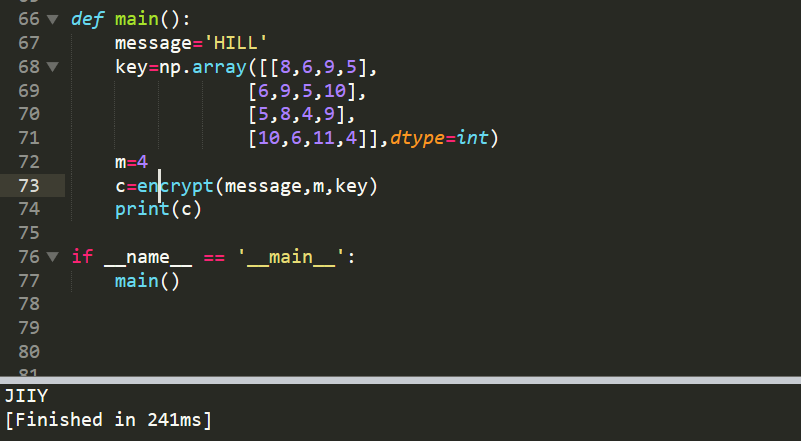 66 def main():
67 message='HILL'
68 key=np.array([[8,6,9,5],
69 [6,9,5,10],
70 [5,8,4,9],
71 [10,6,11,4]],dtype=int)
72 m=4
73 c=encrypt(message,m,key)
74 print(c)
75
76 if __name__ == '__main__':
77 main()
78
79
80
81
JIIY
[Finished in 241ms]